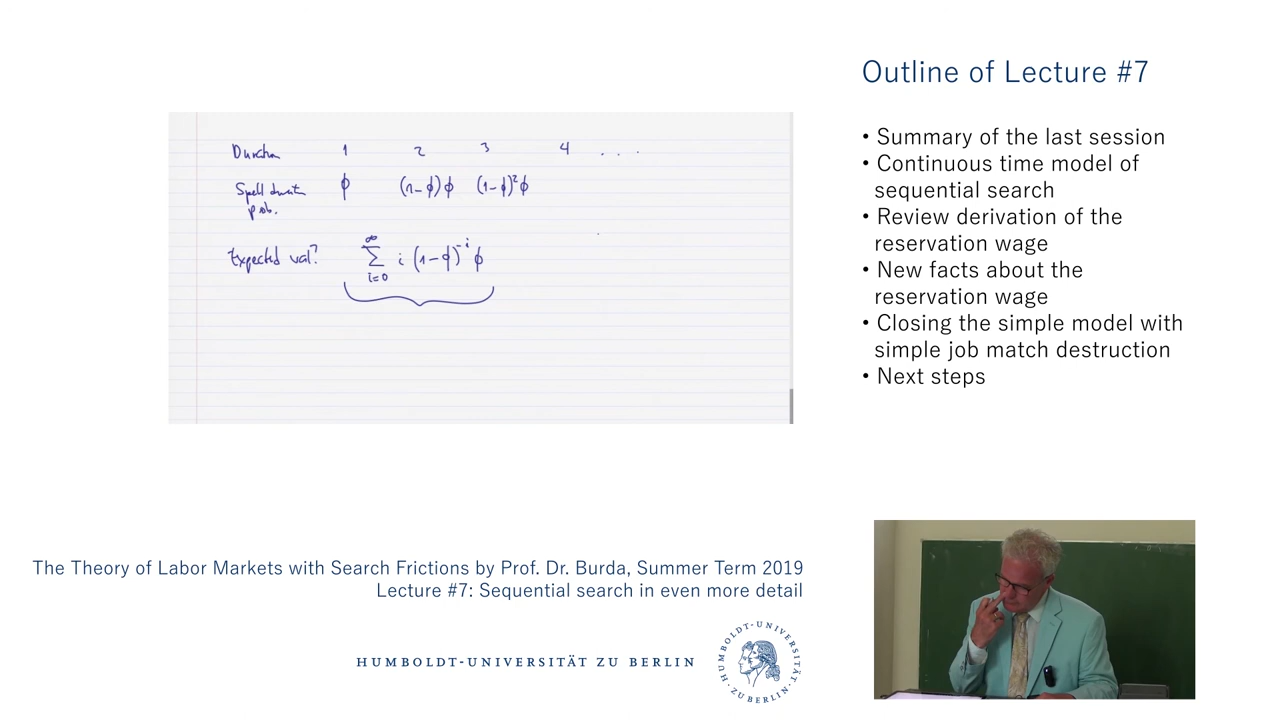 Outline of Lecture #7
Duration 1 2 3 4 . . .
Spell durat. ϕ (1-ϕ)ϕ (1-ϕ)²ϕ
prob.
Expected val? ∞ ∑ i=0 i (1-ϕ)⁻ⁱ ϕ
• Summary of the last session
• Continuous time model of
sequential search
• Review derivation of the
reservation wage
• New facts about the
reservation wage
• Closing the simple model with
simple job match destruction
• Next steps
The Theory of Labor Markets with Search Frictions by Prof. Dr. Burda, Summer Term 2019
Lecture #7: Sequential search in even more detail
HUMBOLDT-UNIVERSITÄT ZU BERLIN
HUMBOLDT-UNIVERSITÄT · ZU BERLIN ·